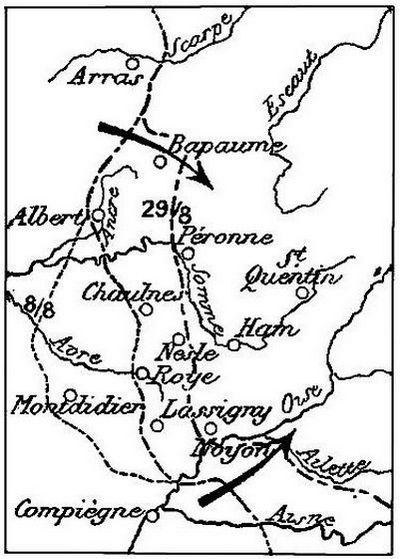 Scarpe
Arras
Escaut
Bapaume
Albert
Ancre
29/8
Péronne
St
Quentin
Somme
Chaulnes
8/8
Ham
Nesle
Avre
Roye
Oise
Montdidier
Lassigny
Noyon
Ailette
Compiègne
Aisne